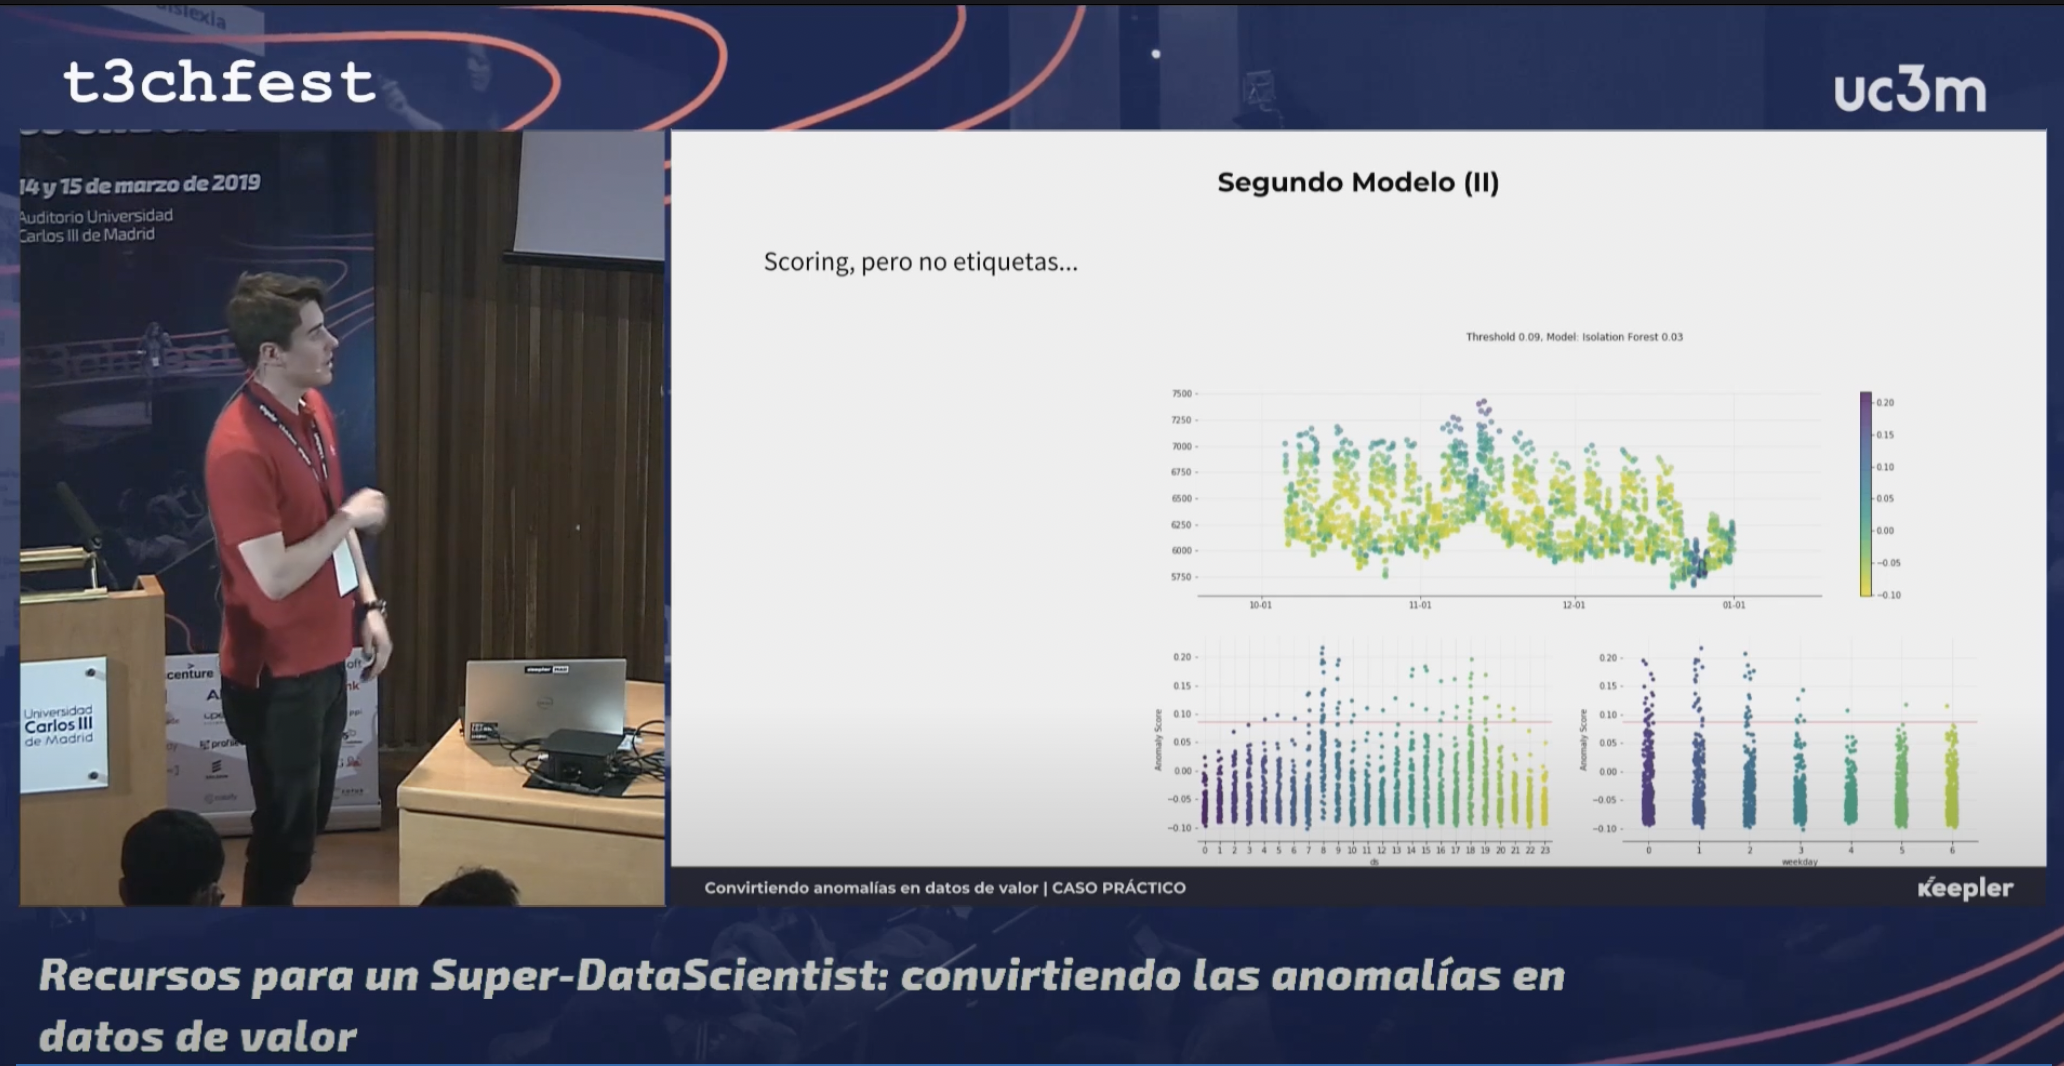 t3chfest
uc3m
14 y 15 de marzo de 2019
Auditorio Universidad
Carlos III de Madrid
Segundo Modelo (II)
Scoring, pero no etiquetas...
Threshold 0.09, Model: Isolation Forest 0.03
7500
7250
7000
6750
6500
6250
6000
5750
10-01 11-01 12-01 01-01
0.20
0.15
0.10
0.05
0.00
−0.05
−0.10
Anomaly Score
0.20
0.15
0.10
0.05
0.00
−0.05
−0.10
0 1 2 3 4 5 6 7 8 9 10 11 12 13 14 15 16 17 18 19 20 21 22 23
ds
Anomaly Score
0.20
0.15
0.10
0.05
0.00
−0.05
−0.10
0 1 2 3 4 5 6
weekday
Convirtiendo anomalías en datos de valor | CASO PRÁCTICO
Keepler
Universidad
Carlos III
de Madrid
Recursos para un Super-DataScientist: convirtiendo las anomalías en
datos de valor